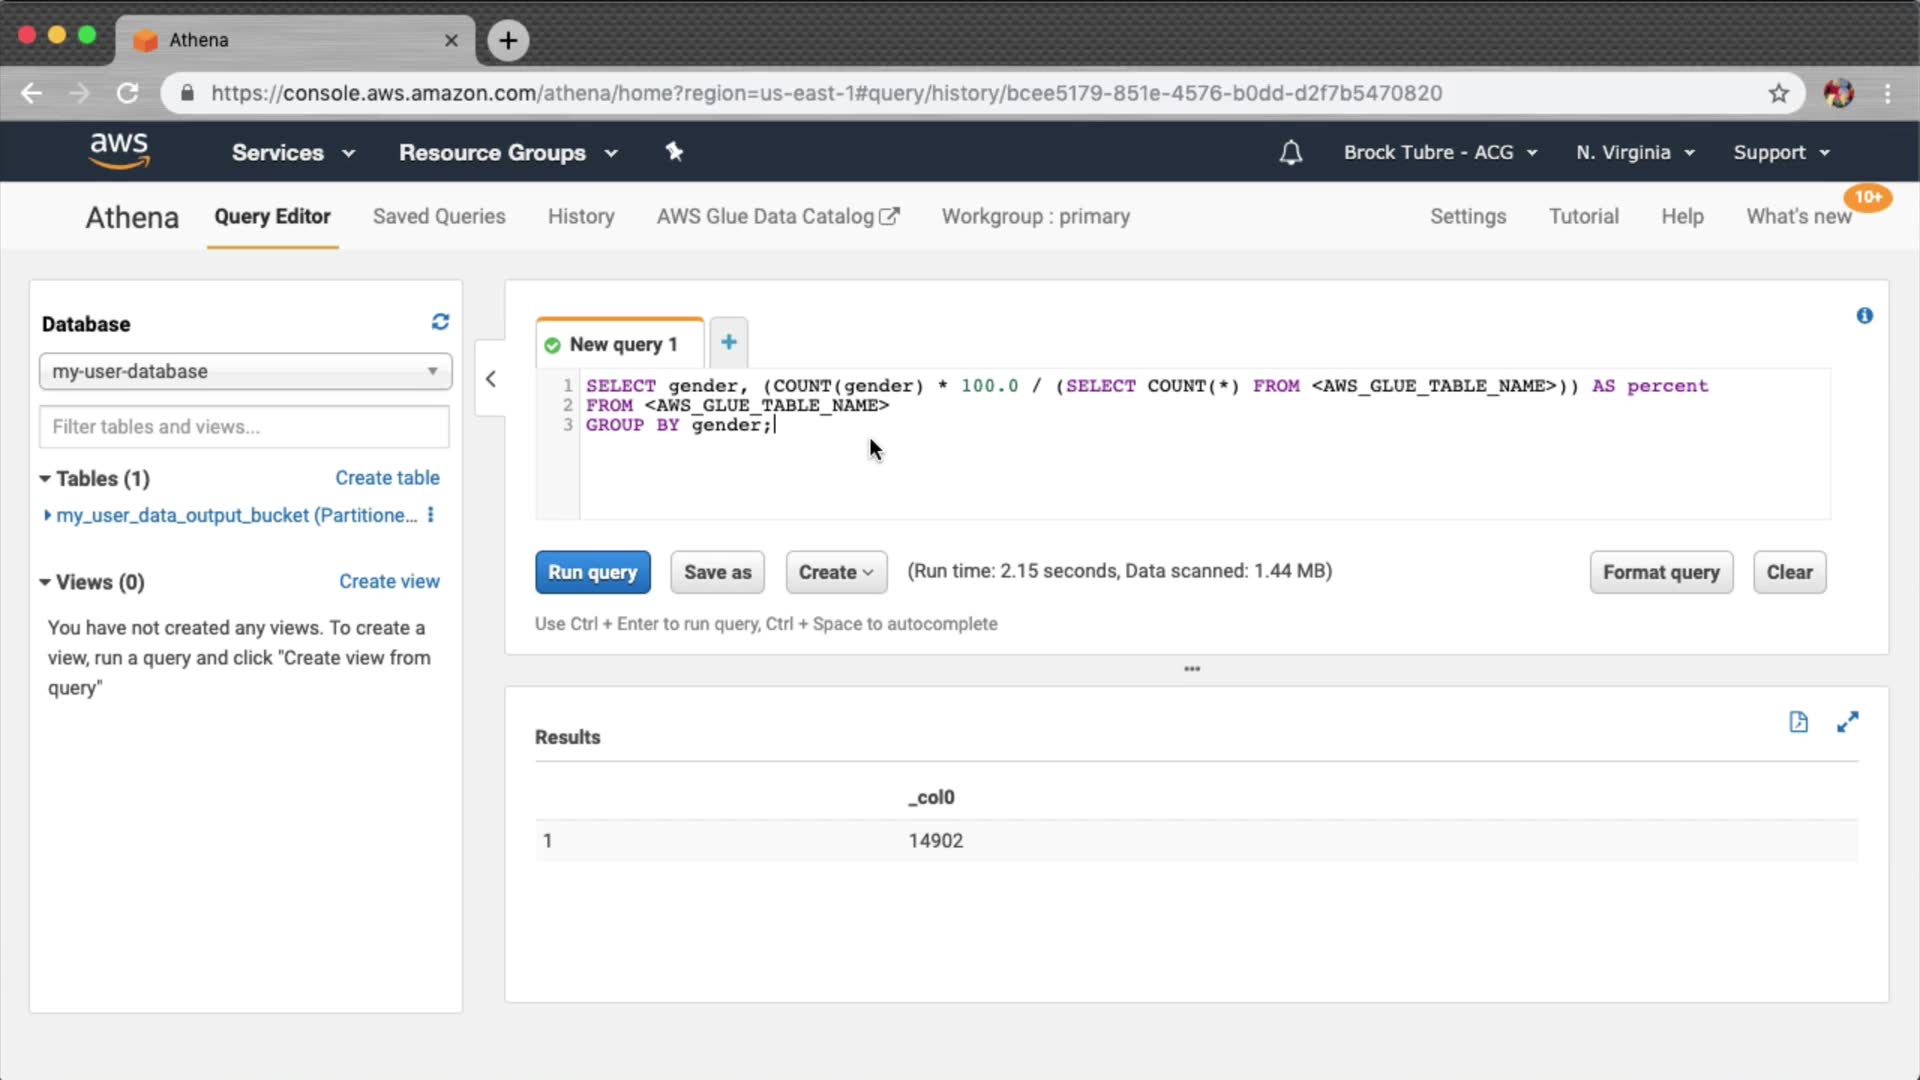 Athena
https://console.aws.amazon.com/athena/home?region=us-east-1#query/history/bcee5179-851e-4576-b0dd-d2f7b5470820
aws Services Resource Groups Brock Tubre - ACG N. Virginia Support
Athena Query Editor Saved Queries History AWS Glue Data Catalog Workgroup : primary Settings Tutorial Help What's new 10+
Database
my-user-database
Filter tables and views...
Tables (1) Create table
my_user_data_output_bucket (Partitione...
Views (0) Create view
You have not created any views. To create a
view, run a query and click "Create view from
query"
New query 1
1 SELECT gender, (COUNT(gender) * 100.0 / (SELECT COUNT(*) FROM <AWS_GLUE_TABLE_NAME>)) AS percent
2 FROM <AWS_GLUE_TABLE_NAME>
3 GROUP BY gender;
Run query Save as Create (Run time: 2.15 seconds, Data scanned: 1.44 MB) Format query Clear
Use Ctrl + Enter to run query, Ctrl + Space to autocomplete
Results
_col0
1 14902